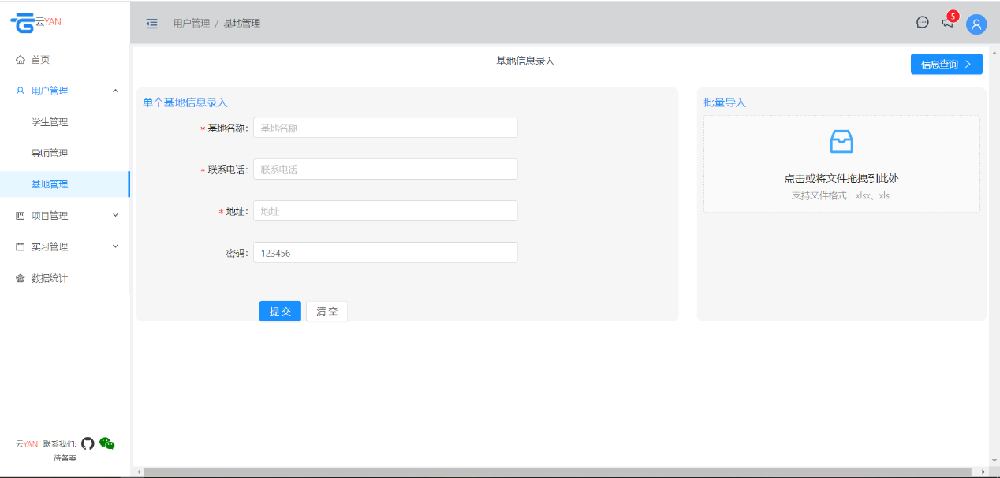 云YAN
用户管理 / 基地管理
5
首页
用户管理
学生管理
导师管理
基地管理
项目管理
实习管理
数据统计
基地信息录入
信息查询 >
单个基地信息录入
* 基地名称: 基地名称
* 联系电话: 联系电话
* 地址: 地址
密码: 123456
提 交 清 空
批量导入
点击或将文件拖拽到此处
支持文件格式：xlsx、xls.
云YAN 联系我们:
待备案